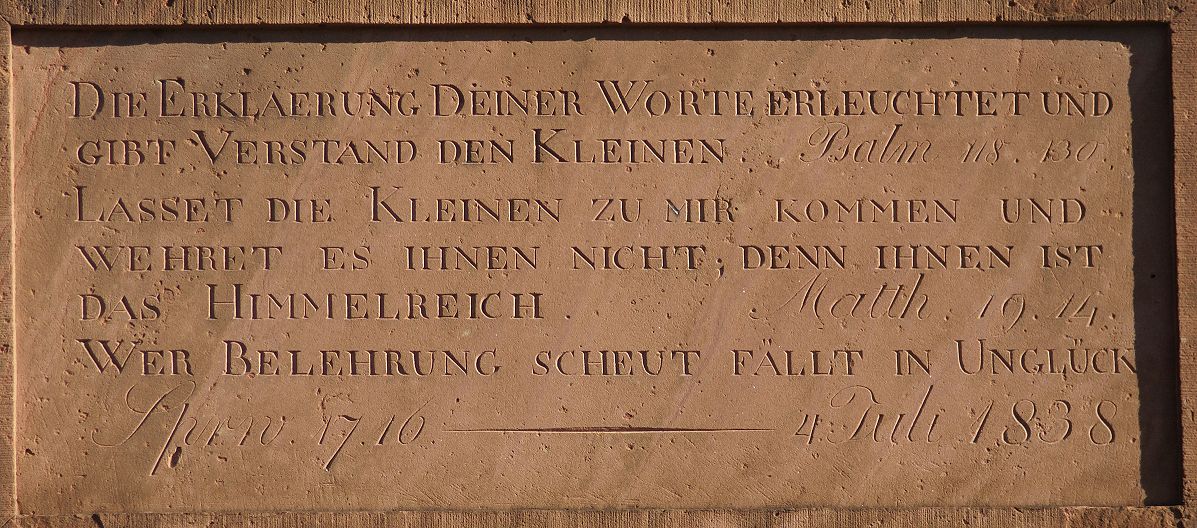 DIE ERKLAERUNG DEINER WORTE ERLEUCHTET UND
GIBT VERSTAND DEN KLEINEN. Psalm 118. 130.
LASSET DIE KLEINEN ZU MIR KOMMEN UND
WEHRET ES IHNEN NICHT; DENN IHNEN IST
DAS HIMMELREICH. Matth. 19. 14.
WER BELEHRUNG SCHEUT FÄLLT IN UNGLÜCK
Sprw. 17. 16. 4. Juli 1838.